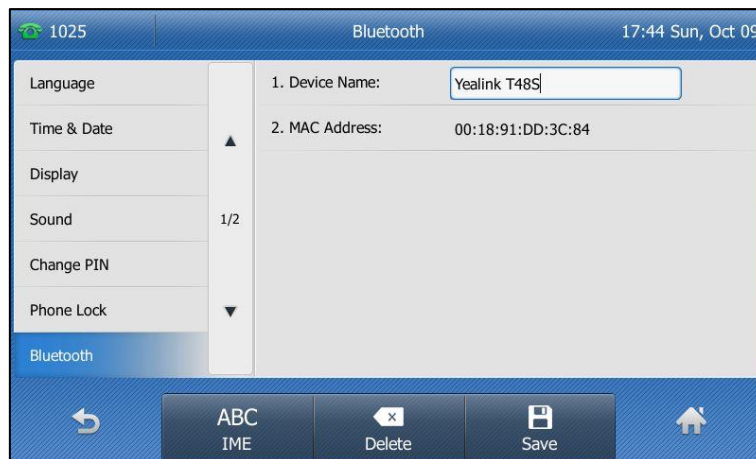 1025 Bluetooth 17:44 Sun, Oct 09
Language
Time & Date
Display
Sound
Change PIN
Phone Lock
Bluetooth
1/2
1. Device Name: Yealink T48S
2. MAC Address: 00:18:91:DD:3C:84
ABC
IME
Delete
Save